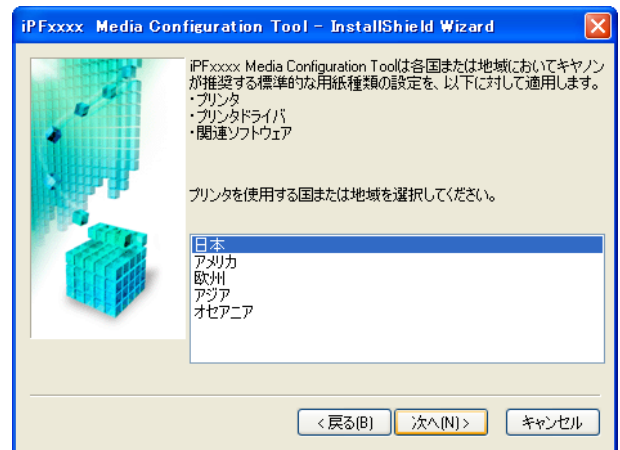 iPFxxxx Media Configuration Tool - InstallShield Wizard
iPFxxxx Media Configuration Toolは各国または地域においてキヤノン
が推奨する標準的な用紙種類の設定を、以下に対して適用します。
・プリンタ
・プリンタドライバ
・関連ソフトウェア
プリンタを使用する国または地域を選択してください。
日本
アメリカ
欧州
アジア
オセアニア
< 戻る(B)
次へ(N) >
キャンセル